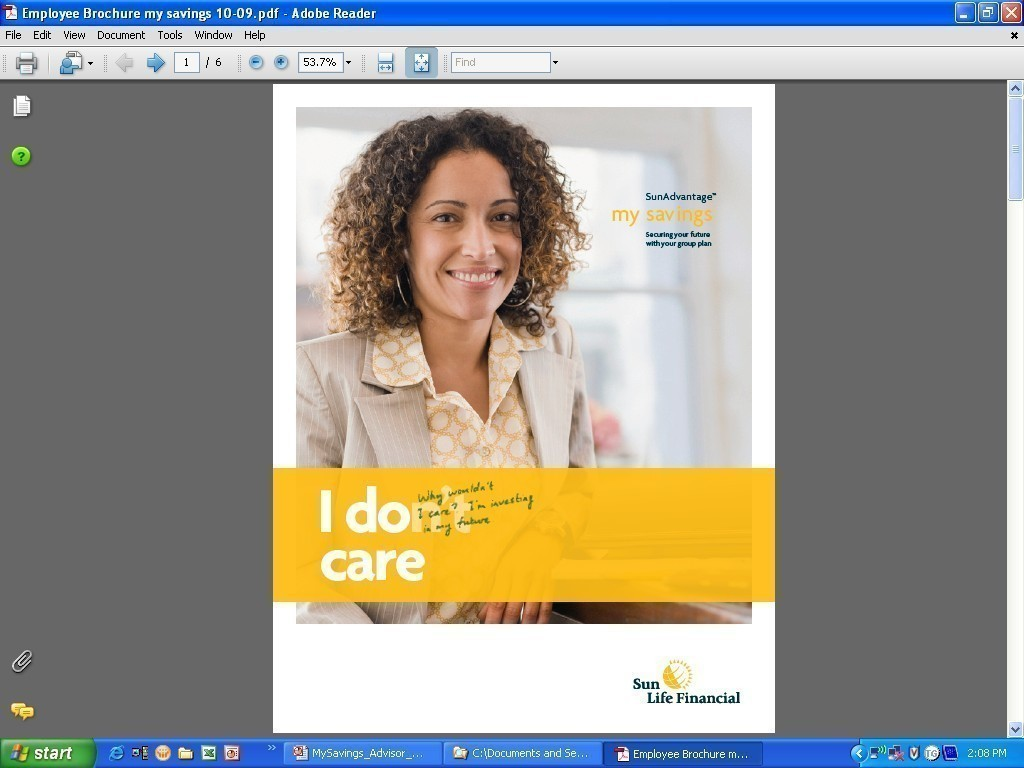 Employee Brochure my savings 10-09.pdf - Adobe Reader
File Edit View Document Tools Window Help
1 / 6 53.7% Find
SunAdvantage™
my savings
Securing your future
with your group plan
I don't
care
Why wouldn't
I care? I'm investing
in my future
Sun
Life Financial
start MySavings_Advisor_... C:\Documents and Se... Employee Brochure m... 2:08 PM